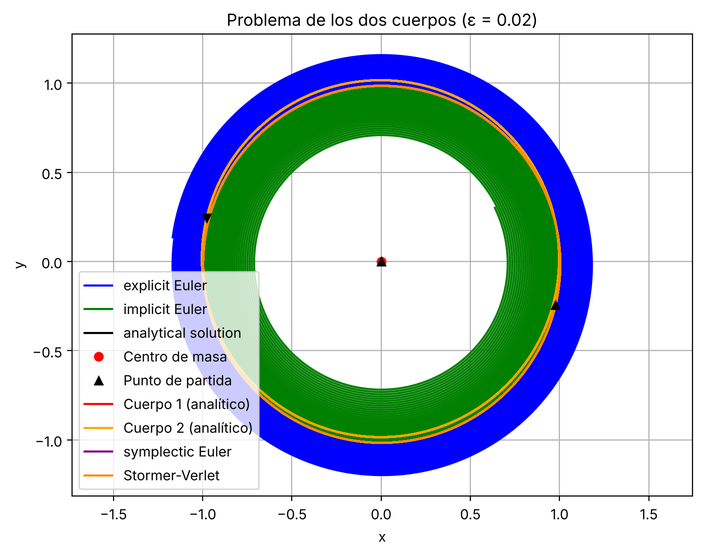 Problema de los dos cuerpos (ε = 0.02)
y
1.0
0.5
0.0
−0.5
−1.0
explicit Euler
implicit Euler
analytical solution
Centro de masa
Punto de partida
Cuerpo 1 (analítico)
Cuerpo 2 (analítico)
symplectic Euler
Stormer-Verlet
−1.5 −1.0 −0.5 0.0 0.5 1.0 1.5
x